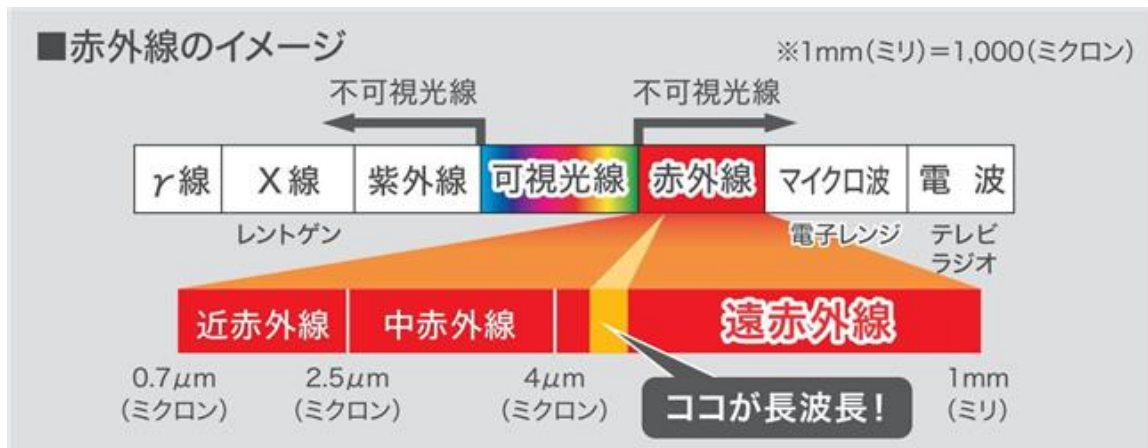 ■赤外線のイメージ
※1mm(ミリ)=1,000(ミクロン)
不可視光線 不可視光線
γ線 X線 紫外線 可視光線 赤外線 マイクロ波 電 波
レントゲン 電子レンジ テレビ
ラジオ
近赤外線 中赤外線 遠赤外線
0.7μm 2.5μm 4μm 1mm
(ミクロン) (ミクロン) (ミクロン) (ミリ)
ココが長波長!